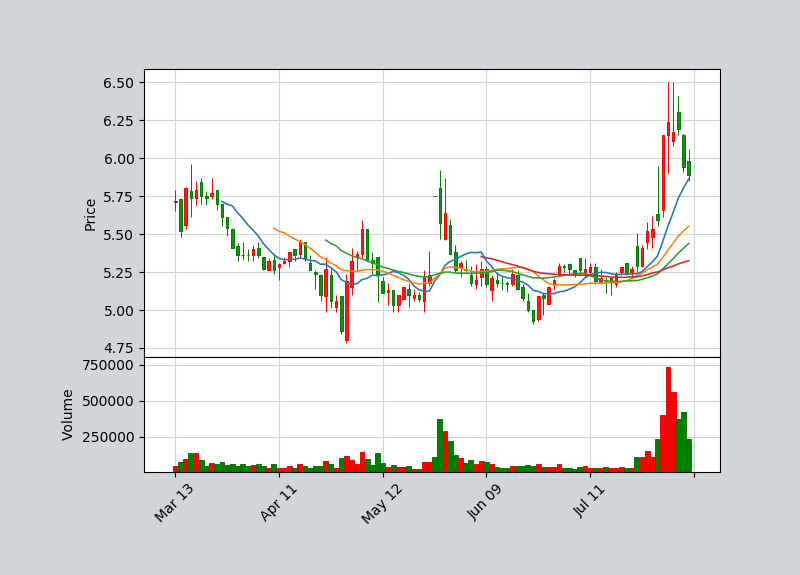 6.50
6.25
6.00
5.75
5.50
5.25
5.00
4.75
Price
750000
500000
250000
Volume
Mar 13
Apr 11
May 12
Jun 09
Jul 11